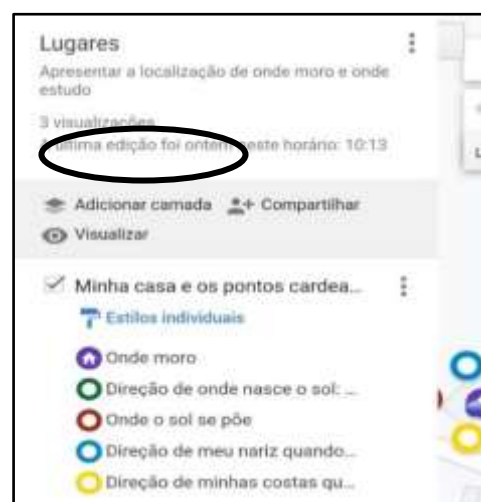 Lugares
Apresentar a localização de onde moro e onde
estudo
3 visualizações
A última edição foi ontem neste horário: 10:13
Adicionar camada Compartilhar
Visualizar
Minha casa e os pontos cardea...
Estilos individuais
Onde moro
Direção de onde nasce o sol: ...
Onde o sol se põe
Direção de meu nariz quando...
Direção de minhas costas qu...